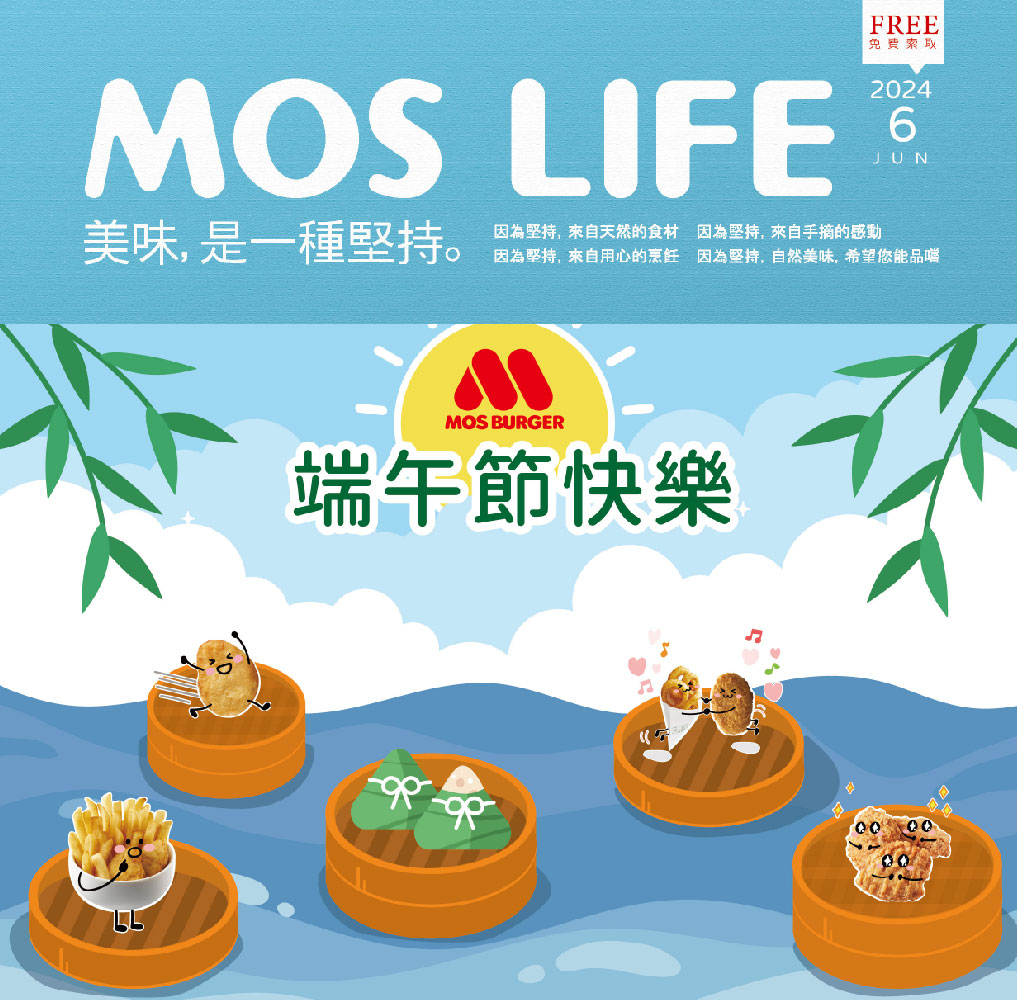 FREE
免費索取
MOS LIFE
2024
6
JUN
美味,是一種堅持。
因為堅持,來自天然的食材 因為堅持,來自手摘的感動
因為堅持,來自用心的烹飪 因為堅持,自然美味,希望您能品嚐
MOS BURGER
端午節快樂